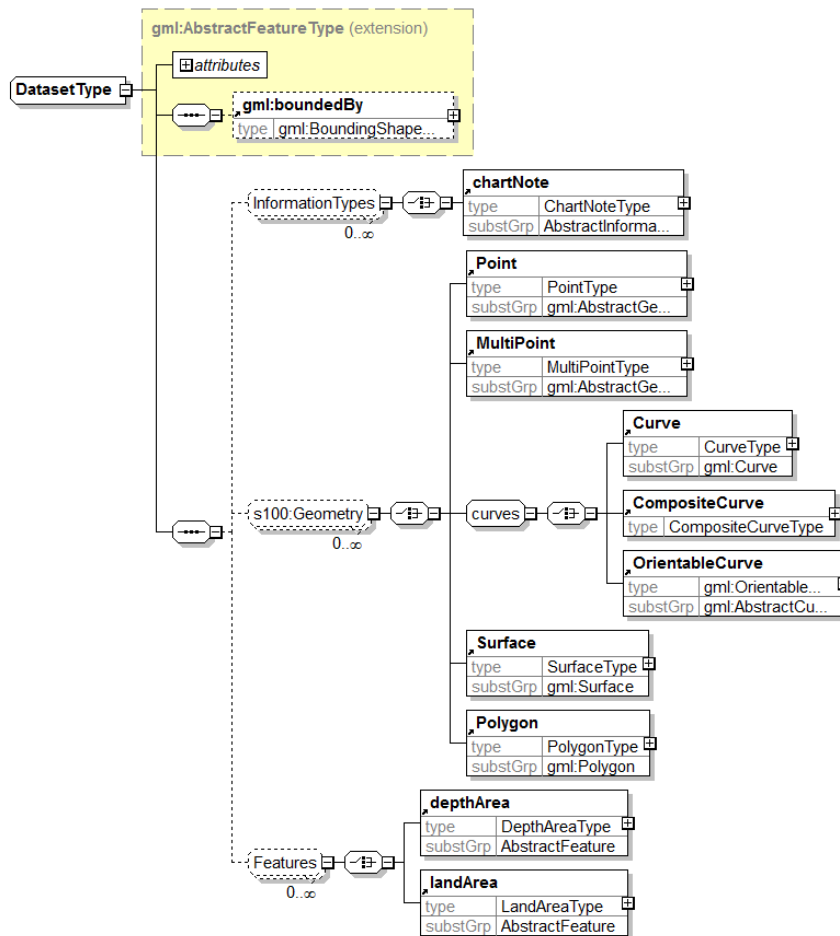 gml:AbstractFeatureType (extension)
attributes
DatasetType
gml:boundedBy
type gml:BoundingShape...
InformationTypes
0..∞
chartNote
type ChartNoteType
substGrp AbstractInforma...
Point
type PointType
substGrp gml:AbstractGe...
MultiPoint
type MultiPointType
substGrp gml:AbstractGe...
s100:Geometry
0..∞
curves
Curve
type CurveType
substGrp gml:Curve
CompositeCurve
type CompositeCurveType
OrientableCurve
type gml:Orientable...
substGrp gml:AbstractCu...
Surface
type SurfaceType
substGrp gml:Surface
Polygon
type PolygonType
substGrp gml:Polygon
Features
0..∞
depthArea
type DepthAreaType
substGrp AbstractFeature
landArea
type LandAreaType
substGrp AbstractFeature